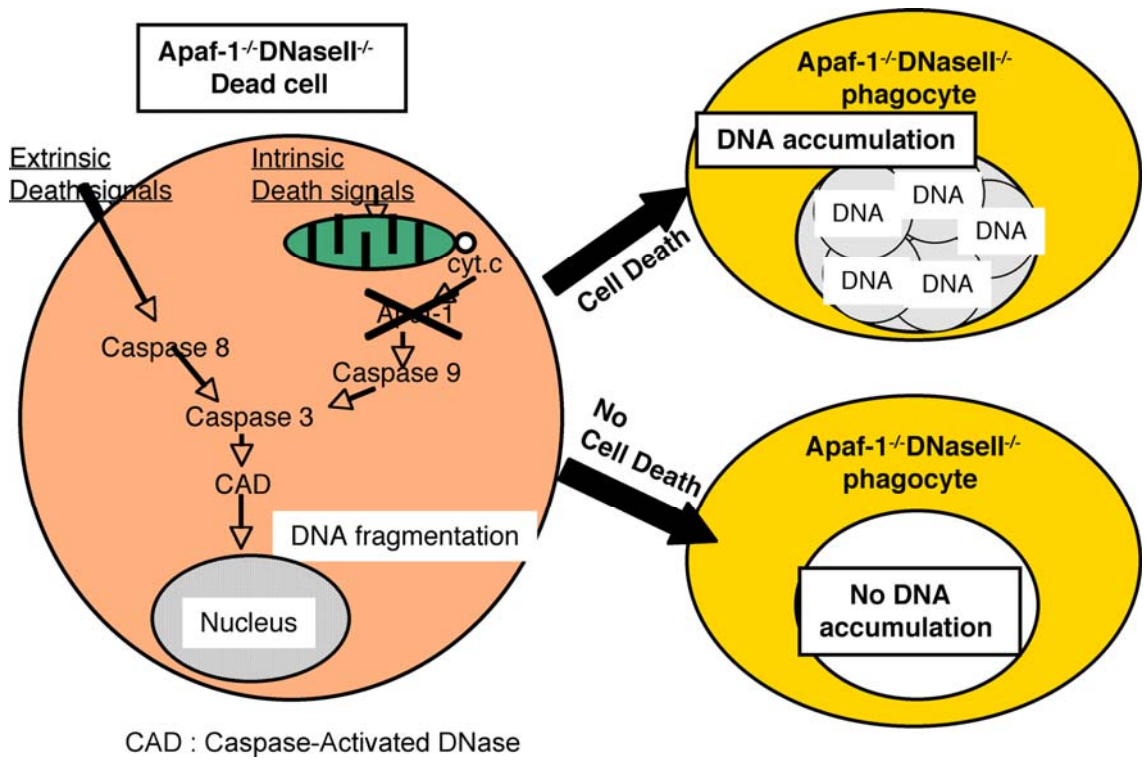 Apaf-1-/-DNaseII-/-
Dead cell
Extrinsic
Death signals
Intrinsic
Death signals
cyt.c
Apaf-1
Caspase 8
Caspase 9
Caspase 3
CAD
DNA fragmentation
Nucleus
CAD : Caspase-Activated DNase
Cell Death
No
Cell Death
Apaf-1-/-DNaseII-/-
phagocyte
DNA accumulation
DNA
DNA
DNA
DNA
DNA
Apaf-1-/-DNaseII-/-
phagocyte
No DNA
accumulation